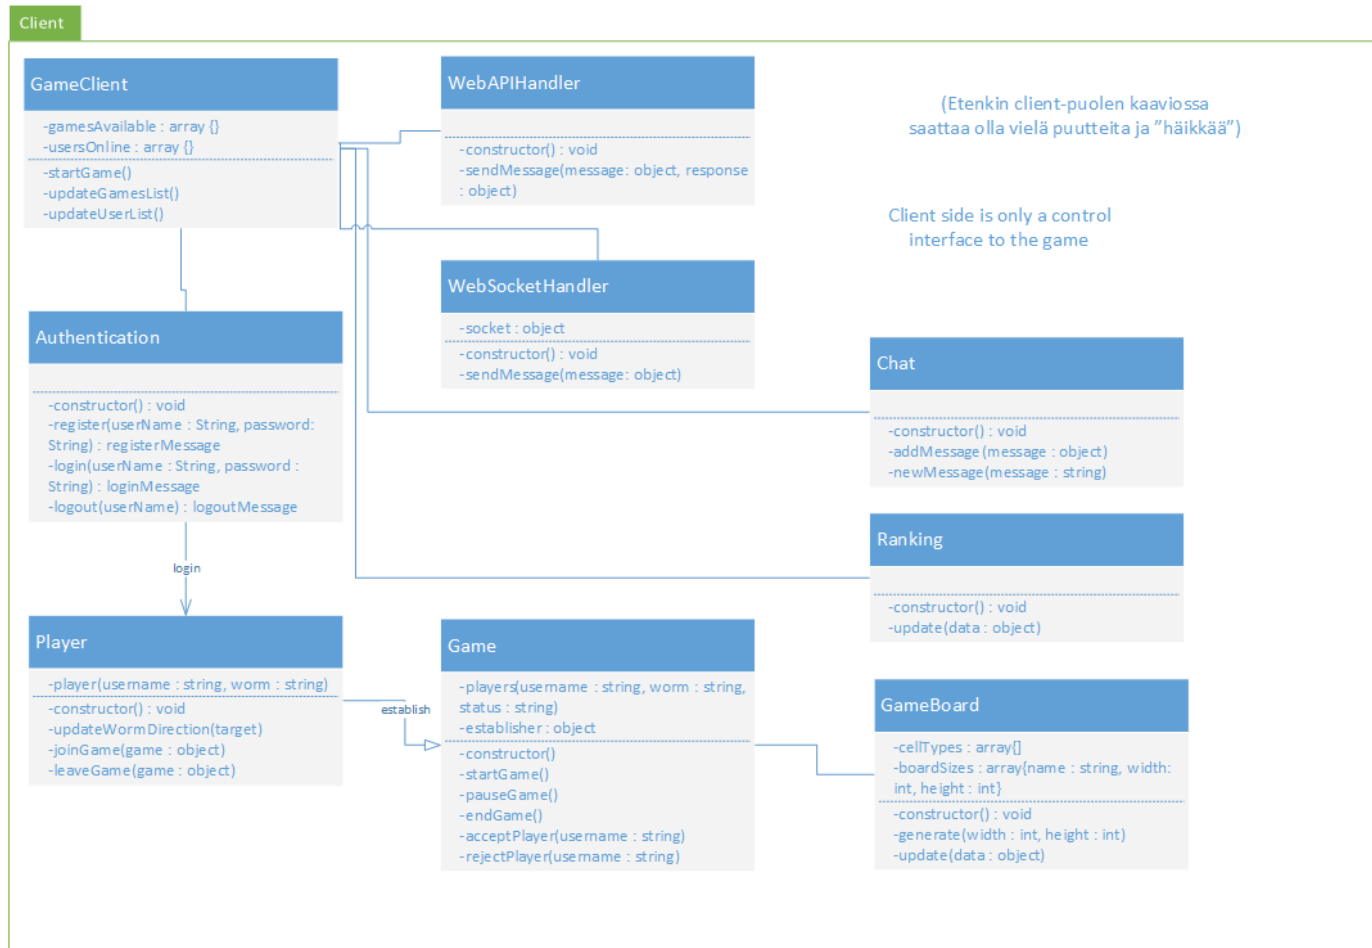 Client
GameClient
-gamesAvailable : array {}
-usersOnline : array {}
-startGame()
-updateGamesList()
-updateUserList()
WebAPIHandler
-constructor() : void
-sendMessage(message: object, response
: object)
(Etenkin client-puolen kaaviossa
saattaa olla vielä puutteita ja ”häikkää”)
Client side is only a control
interface to the game
WebSocketHandler
-socket : object
-constructor() : void
-sendMessage(message: object)
Authentication
-constructor() : void
-register(userName : String, password:
String) : registerMessage
-login(userName : String, password :
String) : loginMessage
-logout(userName) : logoutMessage
Chat
-constructor() : void
-addMessage(message : object)
-newMessage(message : string)
Ranking
-constructor() : void
-update(data : object)
login
Player
-player(username : string, worm : string)
-constructor() : void
-updateWormDirection(target)
-joinGame(game : object)
-leaveGame(game : object)
establish
Game
-players(username : string, worm : string,
status : string)
-establisher : object
-constructor()
-startGame()
-pauseGame()
-endGame()
-acceptPlayer(username : string)
-rejectPlayer(username : string)
GameBoard
-cellTypes : array{]
-boardSizes : array{name : string, width:
int, height : int}
-constructor() : void
-generate(width : int, height : int)
-update(data : object)